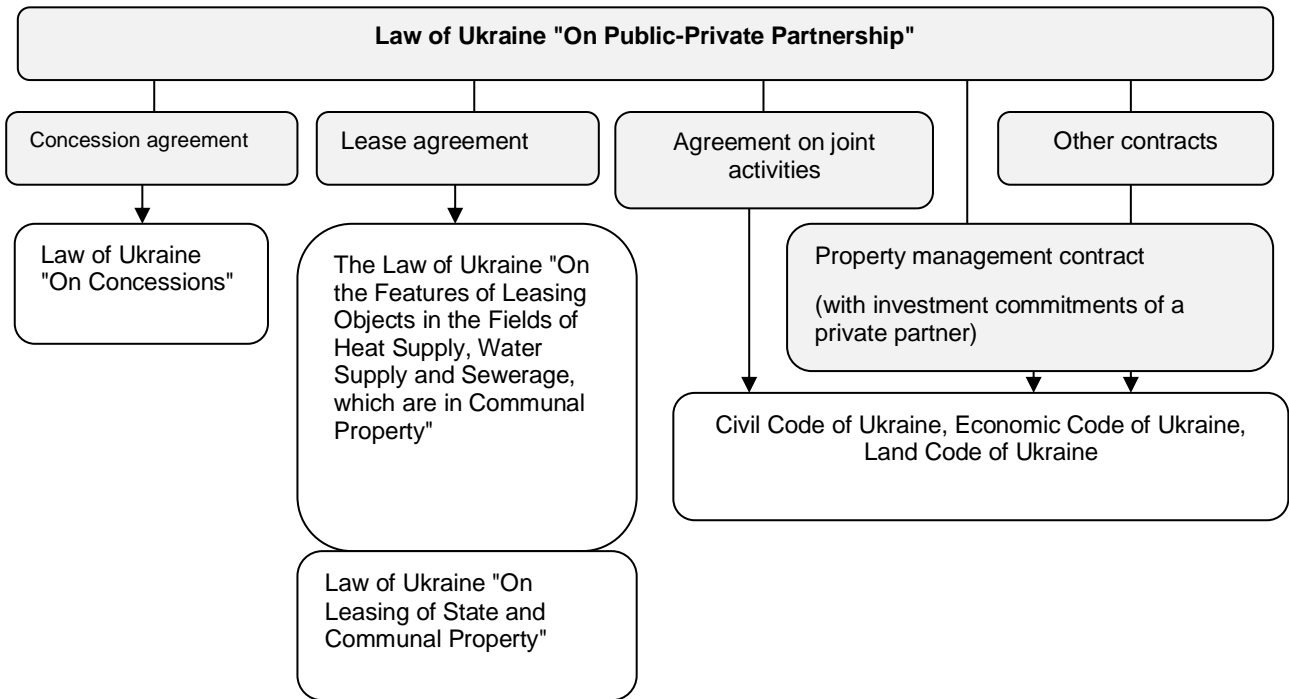 Law of Ukraine "On Public-Private Partnership"
Concession agreement
Lease agreement
Agreement on joint
activities
Other contracts
Law of Ukraine
"On Concessions"
The Law of Ukraine "On
the Features of Leasing
Objects in the Fields of
Heat Supply, Water
Supply and Sewerage,
which are in Communal
Property"
Property management contract
(with investment commitments of a
private partner)
Civil Code of Ukraine, Economic Code of Ukraine,
Land Code of Ukraine
Law of Ukraine "On
Leasing of State and
Communal Property"